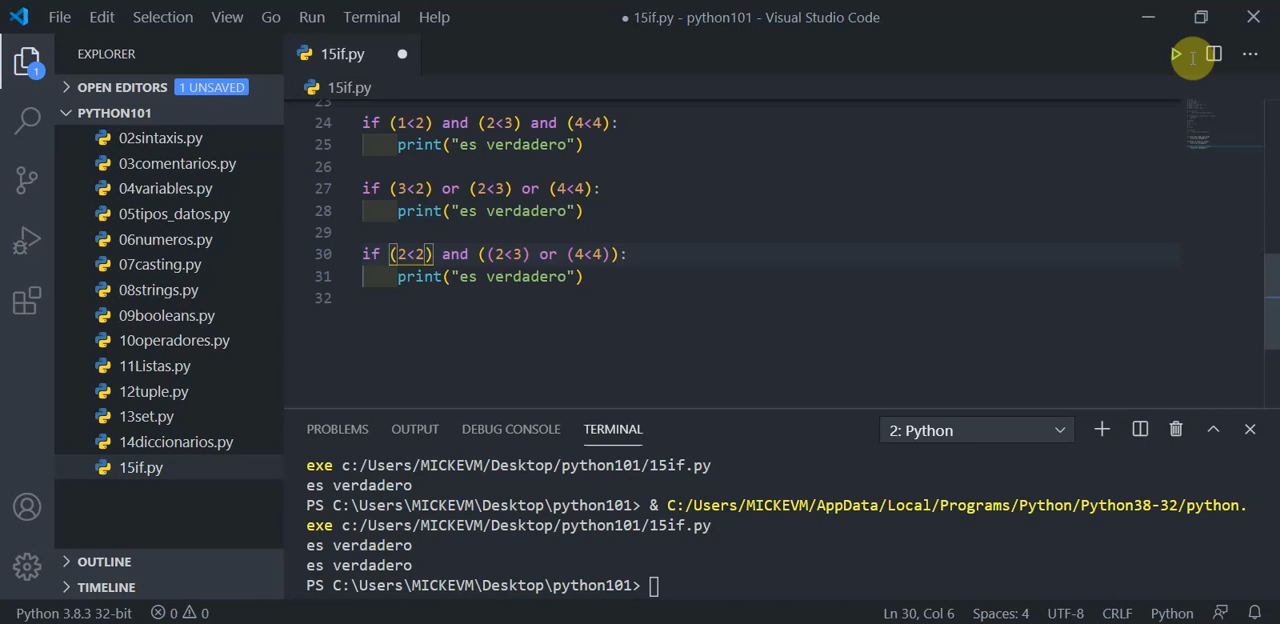 File Edit Selection View Go Run Terminal Help ● 15if.py - python101 - Visual Studio Code
EXPLORER
15if.py
1
OPEN EDITORS 1 UNSAVED
15if.py
PYTHON101
02sintaxis.py
03comentarios.py
04variables.py
05tipos_datos.py
06numeros.py
07casting.py
08strings.py
09booleans.py
10operadores.py
11Listas.py
12tuple.py
13set.py
14diccionarios.py
15if.py
OUTLINE
TIMELINE
23
24 if (1<2) and (2<3) and (4<4):
25 print("es verdadero")
26
27 if (3<2) or (2<3) or (4<4):
28 print("es verdadero")
29
30 if (2<2) and ((2<3) or (4<4)):
31 print("es verdadero")
32
PROBLEMS OUTPUT DEBUG CONSOLE TERMINAL 2: Python
exe c:/Users/MICKEVM/Desktop/python101/15if.py
es verdadero
PS C:\Users\MICKEVM\Desktop\python101> & C:/Users/MICKEVM/AppData/Local/Programs/Python/Python38-32/python.
exe c:/Users/MICKEVM/Desktop/python101/15if.py
es verdadero
es verdadero
PS C:\Users\MICKEVM\Desktop\python101>
Python 3.8.3 32-bit 0 0 Ln 30, Col 6 Spaces: 4 UTF-8 CRLF Python